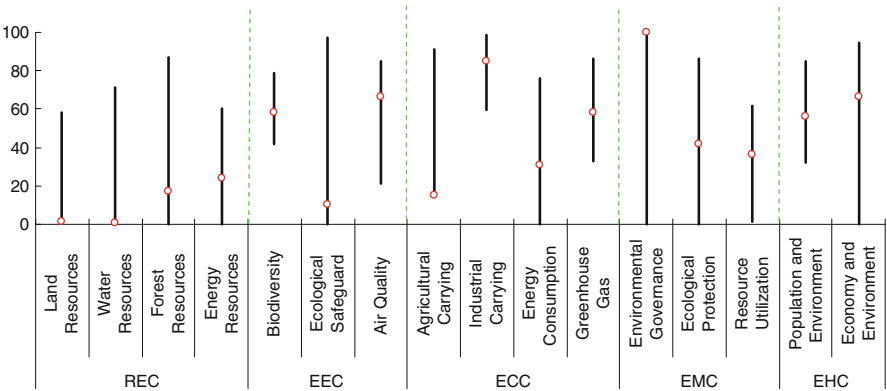 100
80
60
40
20
0
Land
Resources
Water
Resources
Forest
Resources
Energy
Resources
Biodiversity
Ecological
Safeguard
Air Quality
Agricultural
Carrying
Industrial
Carrying
Energy
Consumption
Greenhouse
Gas
Environmental
Governance
Ecological
Protection
Resource
Utilization
Population and
Environment
Economy and
Environment
REC
EEC
ECC
EMC
EHC